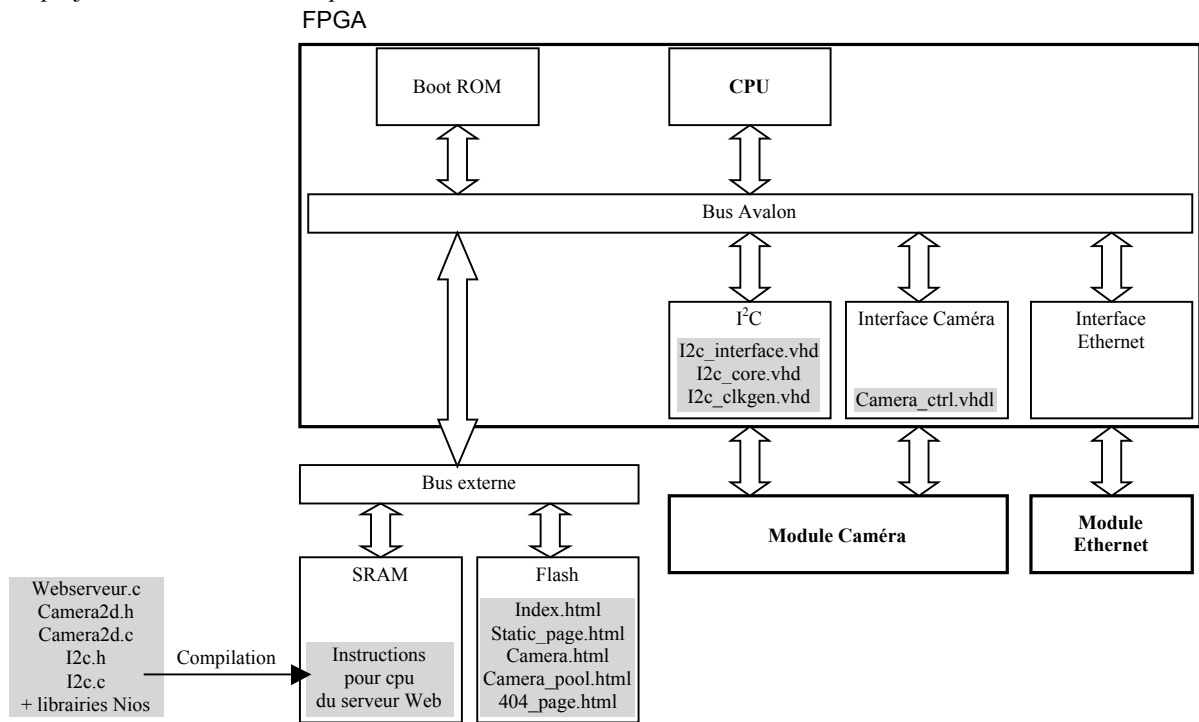 FPGA
Boot ROM
CPU
Bus Avalon
I²C
I2c_interface.vhd
I2c_core.vhd
I2c_clkgen.vhd
Interface Caméra
Camera_ctrl.vhdl
Interface
Ethernet
Bus externe
Module Caméra
Module
Ethernet
SRAM
Instructions
pour cpu
du serveur Web
Flash
Index.html
Static_page.html
Camera.html
Camera_pool.html
404_page.html
Webserveur.c
Camera2d.h
Camera2d.c
I2c.h
I2c.c
+ librairies Nios
Compilation